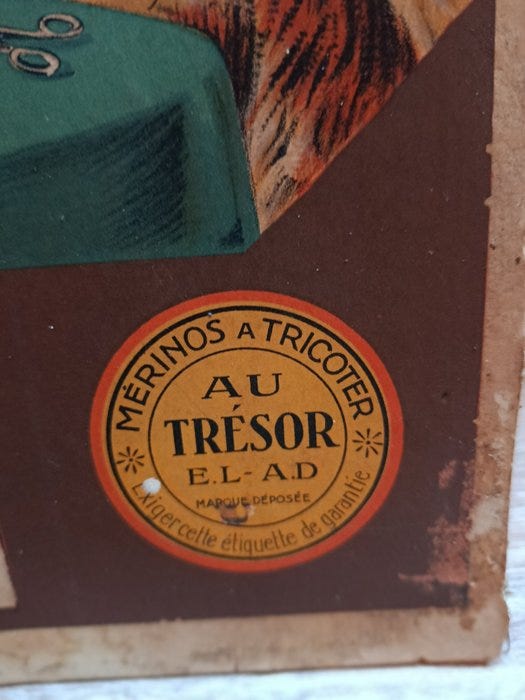 MÉRINOS A TRICOTER
AU
TRÉSOR
E.L-A.D
MARQUE DÉPOSÉE
Exiger cette étiquette de garantie